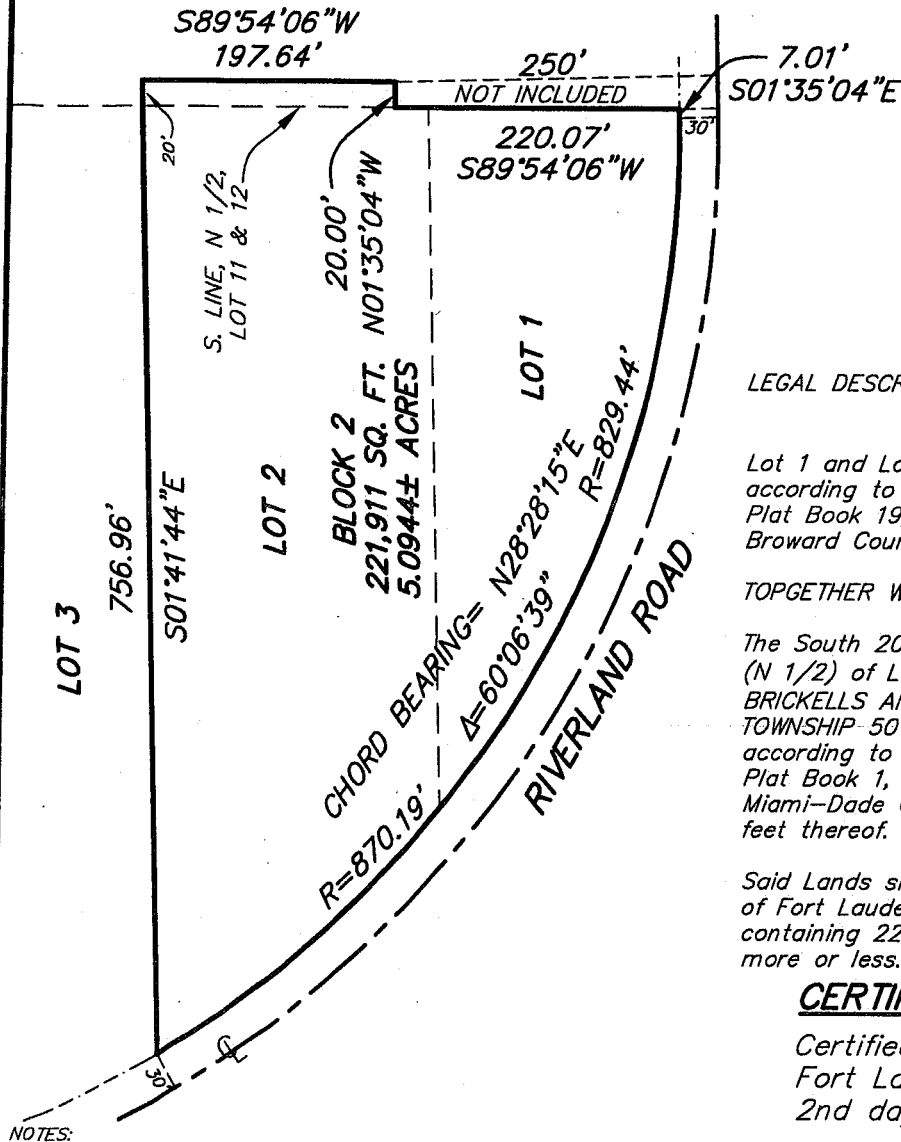 S89°54'06"W
197.64'
250'
NOT INCLUDED
7.01'
S01°35'04"E
30'
220.07'
S89°54'06"W
20'
S. LINE, N 1/2,
LOT 11 & 12
20.00'
N01°35'04"W
LOT 1
LOT 2
BLOCK 2
221,911 SQ. FT.
5.0944± ACRES
LOT 3
756.96'
S01°41'44"E
CHORD BEARING= N28°28'15"E
R=829.44'
Δ=60°06'39"
R=870.19'
RIVERLAND ROAD
30'
NOTES:
LEGAL DESCR
Lot 1 and Lo
according to
Plat Book 19
Broward Coun
TOPGETHER W
The South 20
(N 1/2) of L
BRICKELLS A
TOWNSHIP 50
according to
Plat Book 1,
Miami-Dade
feet thereof.
Said Lands s
of Fort Laude
containing 22
more or less.
CERTIF
Certified
Fort La
2nd da